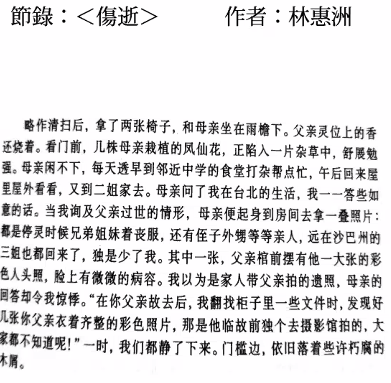 節錄：＜傷逝＞ 作者：林惠洲
略作清扫后，拿了两张椅子，和母亲坐在雨檐下。父亲灵位上的香
还烧着。看门前，几株母亲栽植的凤仙花，正陷入一片杂草中，舒展勉
强。母亲闲不下，每天透早到邻近中学的食堂打杂帮点忙，午后回来屋
里屋外看看，又到二姐家去。母亲问了我在台北的生活，我一一答些如
意的话。当我询及父亲过世的情形，母亲便起身到房间去拿一叠照片：
都是停灵时候兄弟姐妹着丧服，还有侄子外甥等等亲人，远在沙巴州的
三姐也都回来了，独是少了我。其中一张，父亲棺前摆有他一大张的彩
色人头照，脸上有微微的病容。我以为是家人带父亲拍的遗照，母亲的
回答却令我惊悸。“在你父亲故去后，我翻找柜子里一些文件时，发现好
几张你父亲衣着齐整的彩色照片，那是他临故前独个去摄影馆拍的，大
家都不知道呢！”一时，我们都静了下来。门槛边，依旧落着些许朽腐的
木屑。